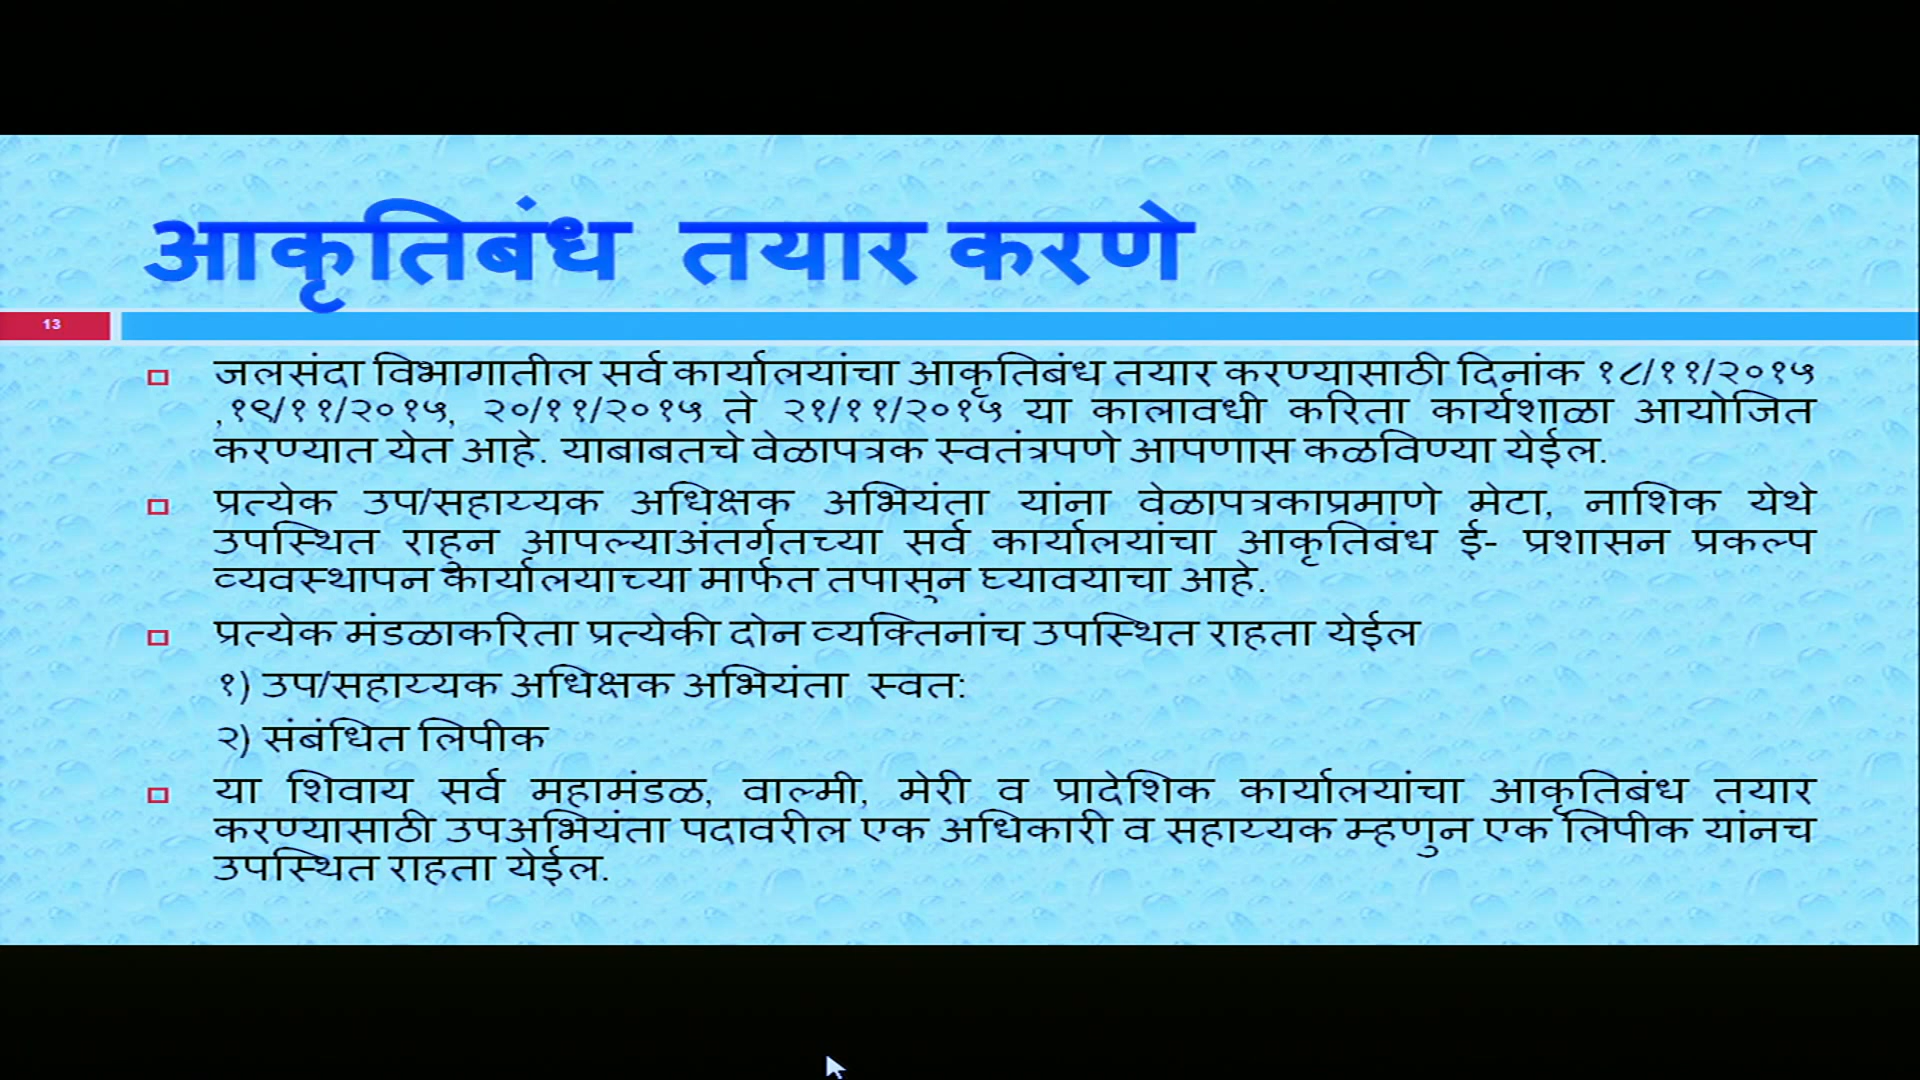 आकृतिबंध तयार करणे
13
जलसंदा विभागातील सर्व कार्यालयांचा आकृतिबंध तयार करण्यासाठी दिनांक १८/११/२०१५
,१९/११/२०१५, २०/११/२०१५ ते २१/११/२०१५ या कालावधी करिता कार्यशाळा आयोजित
करण्यात येत आहे. याबाबतचे वेळापत्रक स्वतंत्रपणे आपणास कळविण्या येईल.
प्रत्येक उप/सहाय्यक अधिक्षक अभियंता यांना वेळापत्रकाप्रमाणे मेटा, नाशिक येथे
उपस्थित राहून आपल्याअंतर्गतच्या सर्व कार्यालयांचा आकृतिबंध ई- प्रशासन प्रकल्प
व्यवस्थापन कार्यालयाच्या मार्फत तपासून घ्यावयाचा आहे.
प्रत्येक मंडळाकरिता प्रत्येकी दोन व्यक्तिनांच उपस्थित राहता येईल
१) उप/सहाय्यक अधिक्षक अभियंता स्वत:
२) संबंधित लिपीक
या शिवाय सर्व महामंडळ, वाल्मी, मेरी व प्रादेशिक कार्यालयांचा आकृतिबंध तयार
करण्यासाठी उपअभियंता पदावरील एक अधिकारी व सहाय्यक म्हणुन एक लिपीक यांनच
उपस्थित राहता येईल.